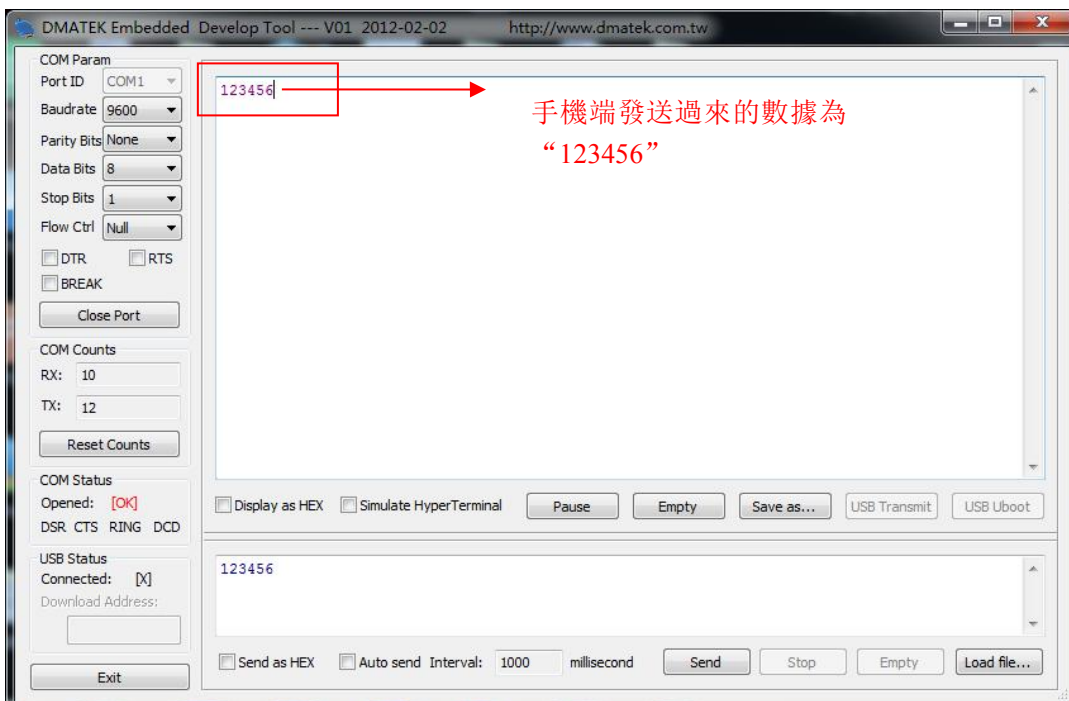 DMATEK Embedded Develop Tool --- V01 2012-02-02 http://www.dmatek.com.tw
COM Param
Port ID COM1
Baudrate 9600
Parity Bits None
Data Bits 8
Stop Bits 1
Flow Ctrl Null
DTR RTS
BREAK
Close Port
COM Counts
RX: 10
TX: 12
Reset Counts
COM Status
Opened: [OK]
DSR CTS RING DCD
USB Status
Connected: [X]
Download Address:
Exit
123456
手機端發送過來的數據為
“123456”
Display as HEX Simulate HyperTerminal Pause Empty Save as... USB Transmit USB Uboot
123456
Send as HEX Auto send Interval: 1000 millisecond Send Stop Empty Load file...